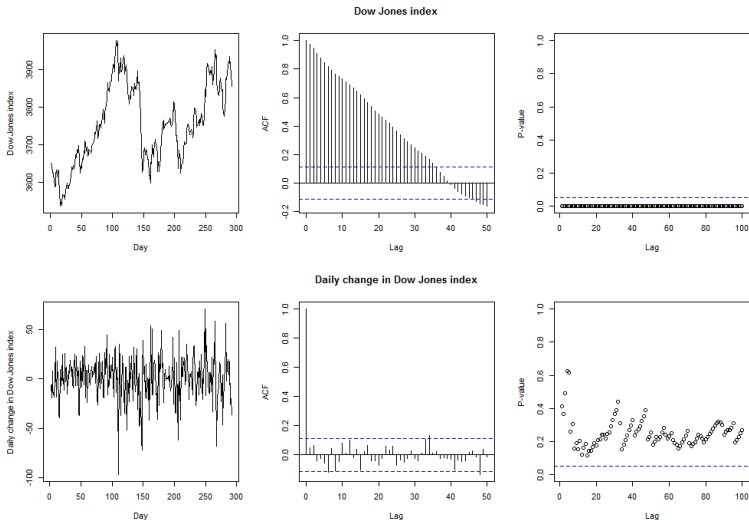 Dow Jones index
Dow Jones index
3600 3700 3800 3900
0 50 100 150 200 250 300
Day
ACF
-0.2 0.0 0.2 0.4 0.6 0.8 1.0
0 10 20 30 40 50
Lag
P-value
0.0 0.2 0.4 0.6 0.8 1.0
0 20 40 60 80 100
Lag
Daily change in Dow Jones index
Daily change in Dow Jones index
-100 -50 0 50
0 50 100 150 200 250 300
Day
ACF
0.0 0.2 0.4 0.6 0.8 1.0
0 10 20 30 40 50
Lag
P-value
0.0 0.2 0.4 0.6 0.8 1.0
0 20 40 60 80 100
Lag